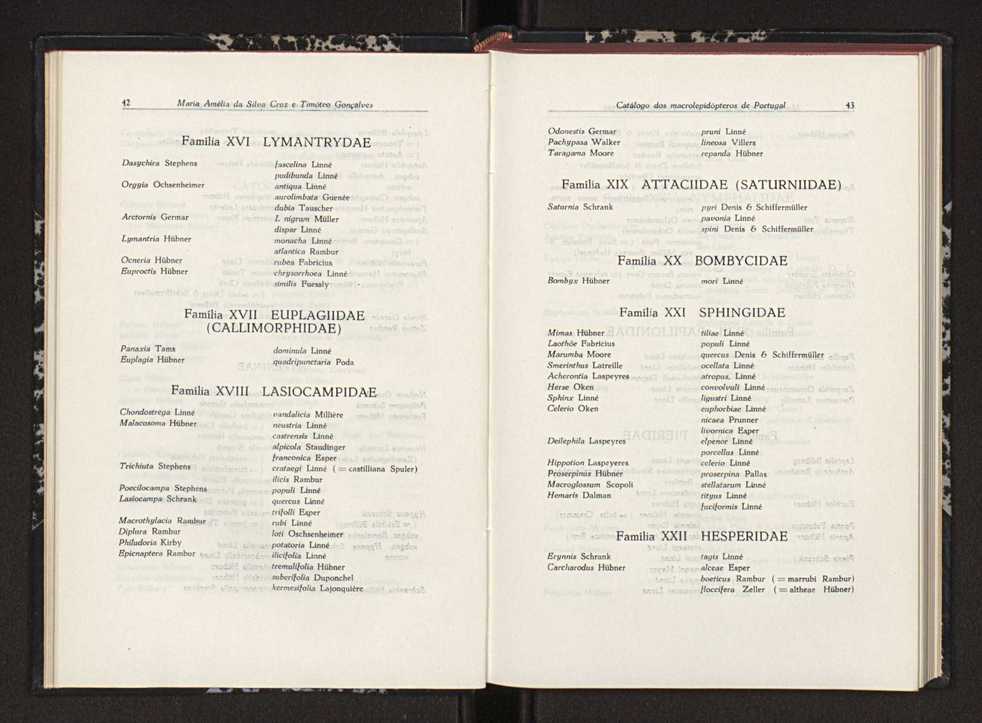 42 Maria Amélia da Silva Cruz e Timóteo Gonçalves
Familia XVI LYMANTRYDAE
Dasychira Stephens fascelina Linné
pudibunda Linné
Orgyia Ochsenheimer antiqua Linné
aurolimbata Guenée
dubia Tauscher
Arctornis Germar L nigrum Müller
dispar Linné
Lymantria Hübner monacha Linné
atlantica Rambur
Ocneria Hübner rubea Fabricius
Euproctis Hübner chrysorrhoea Linné
similis Fuessly
Familia XVII EUPLAGIIDAE
(CALLIMORPHIDAE)
Panaxia Tams dominula Linné
Euplagia Hübner quadripunctaria Poda
Familia XVIII LASIOCAMPIDAE
Chondostrega Linné vandalicia Millière
Malacosoma Hübner neustria Linné
castrensis Linné
alpicola Staudinger
franconica Esper
Trichiuta Stephens crataegi Linné ( = castilliana Spuler)
ilicis Rambur
Poecilocampa Stephens populi Linné
Lasiocampa Schrank quercus Linné
trifolli Esper
Macrothylacia Rambur rubi Linné
Diplura Rambur loti Oschsenheimer
Philudoria Kirby potatoria Linné
Epicnaptera Rambur ilicifolia Linné
tremulifolia Hübner
suberifolia Duponchel
kermesifolia Lajonquière
Catálogo dos macrolepidópteros de Portugal 43
Odonestis Germar pruni Linné
Pachypasa Walker lineosa Villers
Taragama Moore repanda Hübner
Familia XIX ATTACIIDAE (SATURNIIDAE)
Saturnia Schrank pyri Denis & Schiffermüller
pavonia Linné
spini Denis & Schiffermüller
Familia XX BOMBYCIDAE
Bombyx Hübner mori Linné
Familia XXI SPHINGIDAE
Mimas Hübner tiliae Linné
Laothöe Fabricius populi Linné
Marumba Moore quercus Denis & Schiffermüller
Smerinthus Latreille ocellata Linné
Acherontia Laspeyres atropus, Linné
Herse Oken convolvuli Linné
Sphinx Linné ligustri Linné
Celerio Oken euphorbiae Linné
nicaea Prunner
livornica Esper
Deilephila Laspeyres elpenor Linné
porcellus Linné
Hippotion Laspeyeres celerio Linné
Proserpinus Hübner proserpina Pallas
Macroglossum Scopoli stellatarum Linné
Hemaris Dalman tityus Linné
fuciformis Linné
Familia XXII HESPERIDAE
Erynnis Schrank tagis Linné
Carcharodus Hübner alceae Esper
boeticus Rambur ( = marrubi Rambur)
floccifera Zeller ( = altheae Hübner)